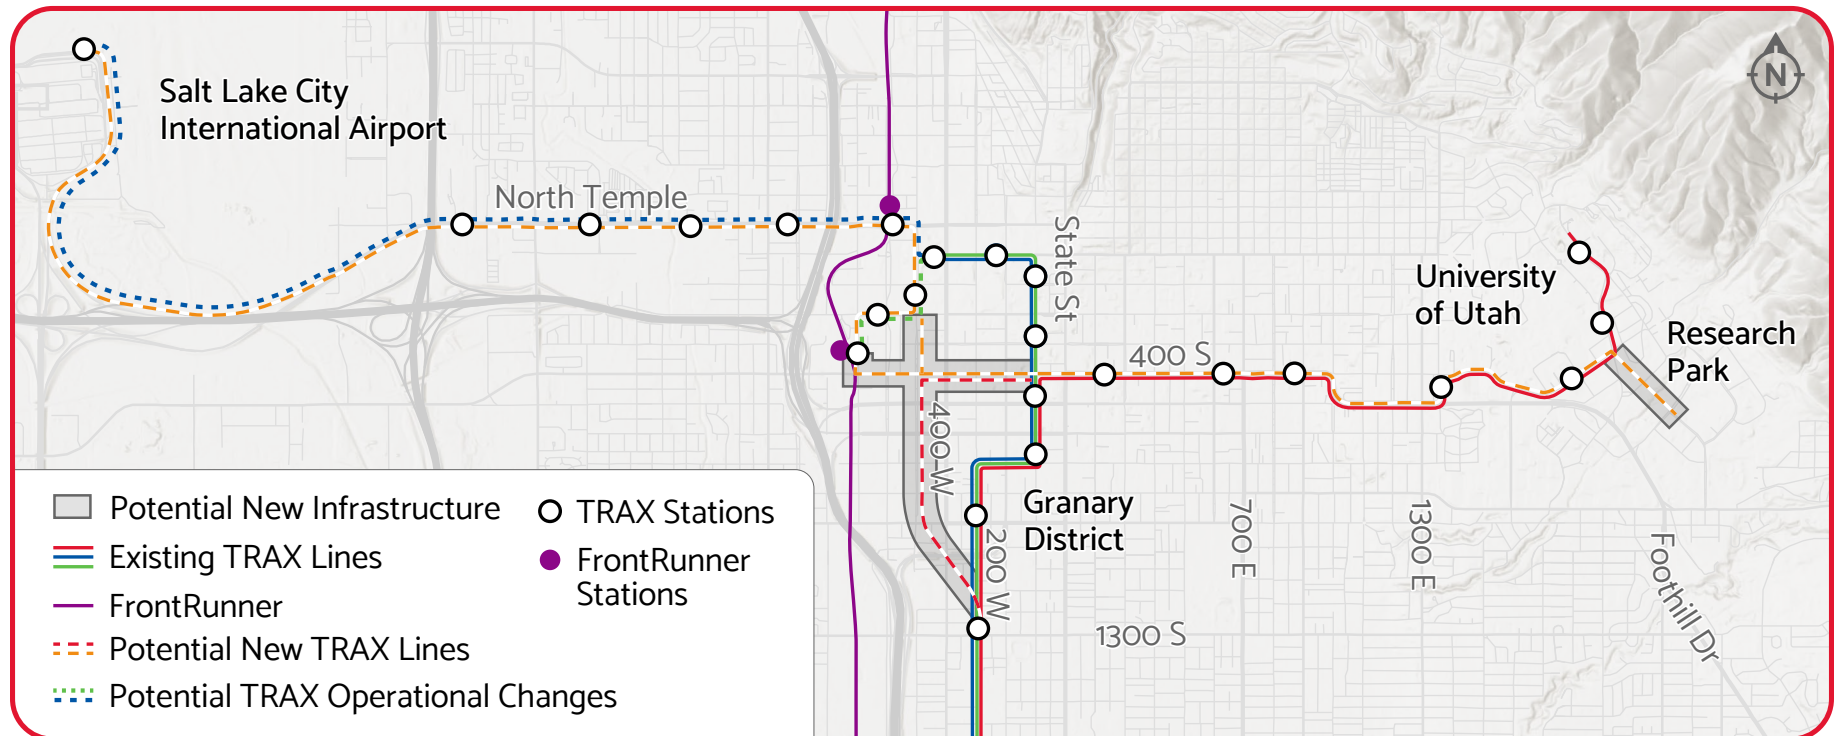 Salt Lake City
International Airport
N
North Temple
State St
University
of Utah
Research
Park
400 S
400 W
Granary
District
200 W
700 E
1300 E
Foothill Dr
1300 S
Potential New Infrastructure
Existing TRAX Lines
FrontRunner
Potential New TRAX Lines
Potential TRAX Operational Changes
TRAX Stations
FrontRunner
Stations